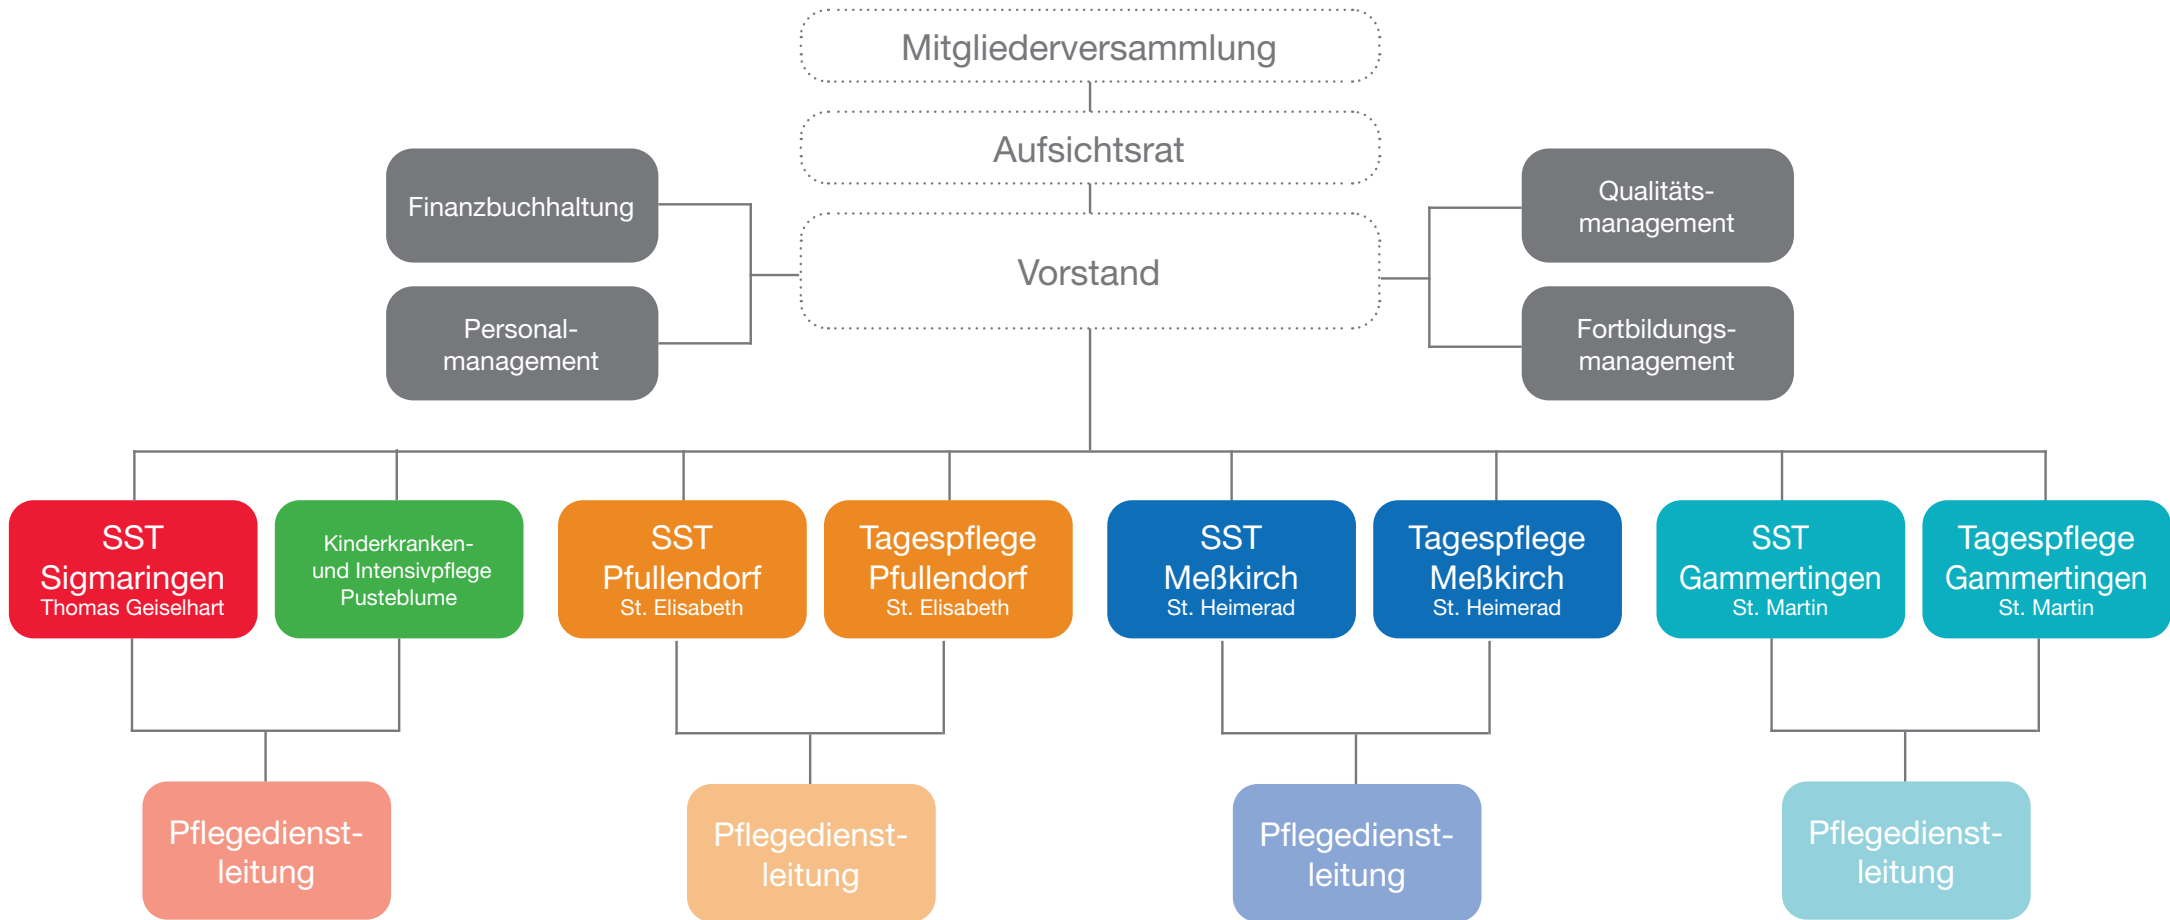 Mitgliederversammlung
Aufsichtsrat
Finanzbuchhaltung
Qualitäts-
management
Vorstand
Personal-
management
Fortbildungs-
management
SST
Sigmaringen
Thomas Geiselhart
Kinderkranken-
und Intensivpflege
Pusteblume
SST
Pfullendorf
St. Elisabeth
Tagespflege
Pfullendorf
St. Elisabeth
SST
Meßkirch
St. Heimerad
Tagespflege
Meßkirch
St. Heimerad
SST
Gammertingen
St. Martin
Tagespflege
Gammertingen
St. Martin
Pflegedienst-
leitung
Pflegedienst-
leitung
Pflegedienst-
leitung
Pflegedienst-
leitung